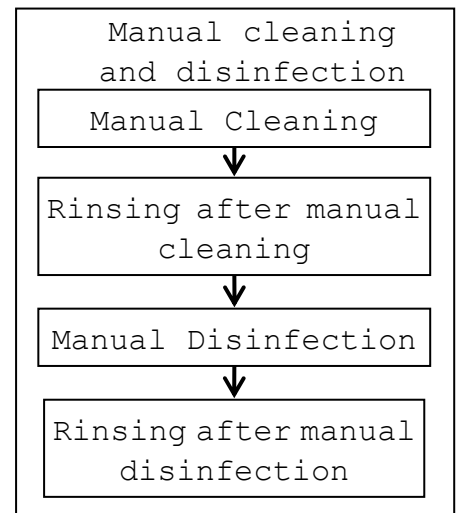 Manual cleaning
and disinfection
Manual Cleaning
Rinsing after manual
cleaning
Manual Disinfection
Rinsing after manual
disinfection